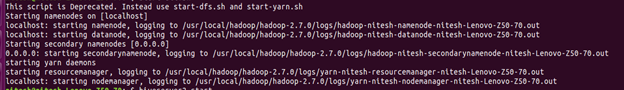 This script is Deprecated. Instead use start-dfs.sh and start-yarn.sh
Starting namenodes on [localhost]
localhost: starting namenode, logging to /usr/local/hadoop/hadoop-2.7.0/logs/hadoop-nitesh-namenode-nitesh-Lenovo-Z50-70.out
localhost: starting datanode, logging to /usr/local/hadoop/hadoop-2.7.0/logs/hadoop-nitesh-datanode-nitesh-Lenovo-Z50-70.out
Starting secondary namenodes [0.0.0.0]
0.0.0.0: starting secondarynamenode, logging to /usr/local/hadoop/hadoop-2.7.0/logs/hadoop-nitesh-secondarynamenode-nitesh-Lenovo-Z50-70.out
starting yarn daemons
starting resourcemanager, logging to /usr/local/hadoop/hadoop-2.7.0/logs/yarn-nitesh-resourcemanager-nitesh-Lenovo-Z50-70.out
localhost: starting nodemanager, logging to /usr/local/hadoop/hadoop-2.7.0/logs/yarn-nitesh-nodemanager-nitesh-Lenovo-Z50-70.out